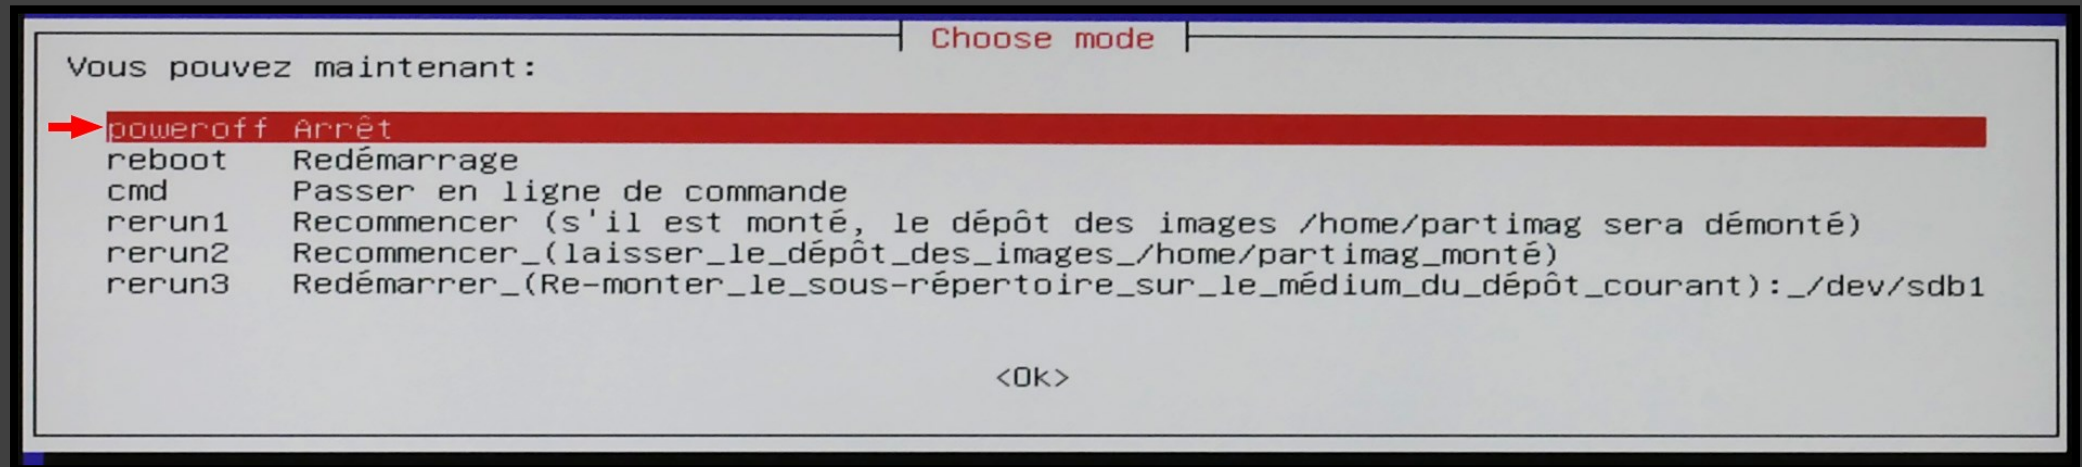 Choose mode
Vous pouvez maintenant:
poweroff Arrêt
reboot Redémarrage
cmd Passer en ligne de commande
rerun1 Recommencer (s'il est monté, le dépôt des images /home/partimag sera démonté)
rerun2 Recommencer_(laisser_le_dépôt_des_images_/home/partimag_monté)
rerun3 Redémarrer_(Re-monter_le_sous-répertoire_sur_le_médium_du_dépôt_courant):_/dev/sdb1
<Ok>